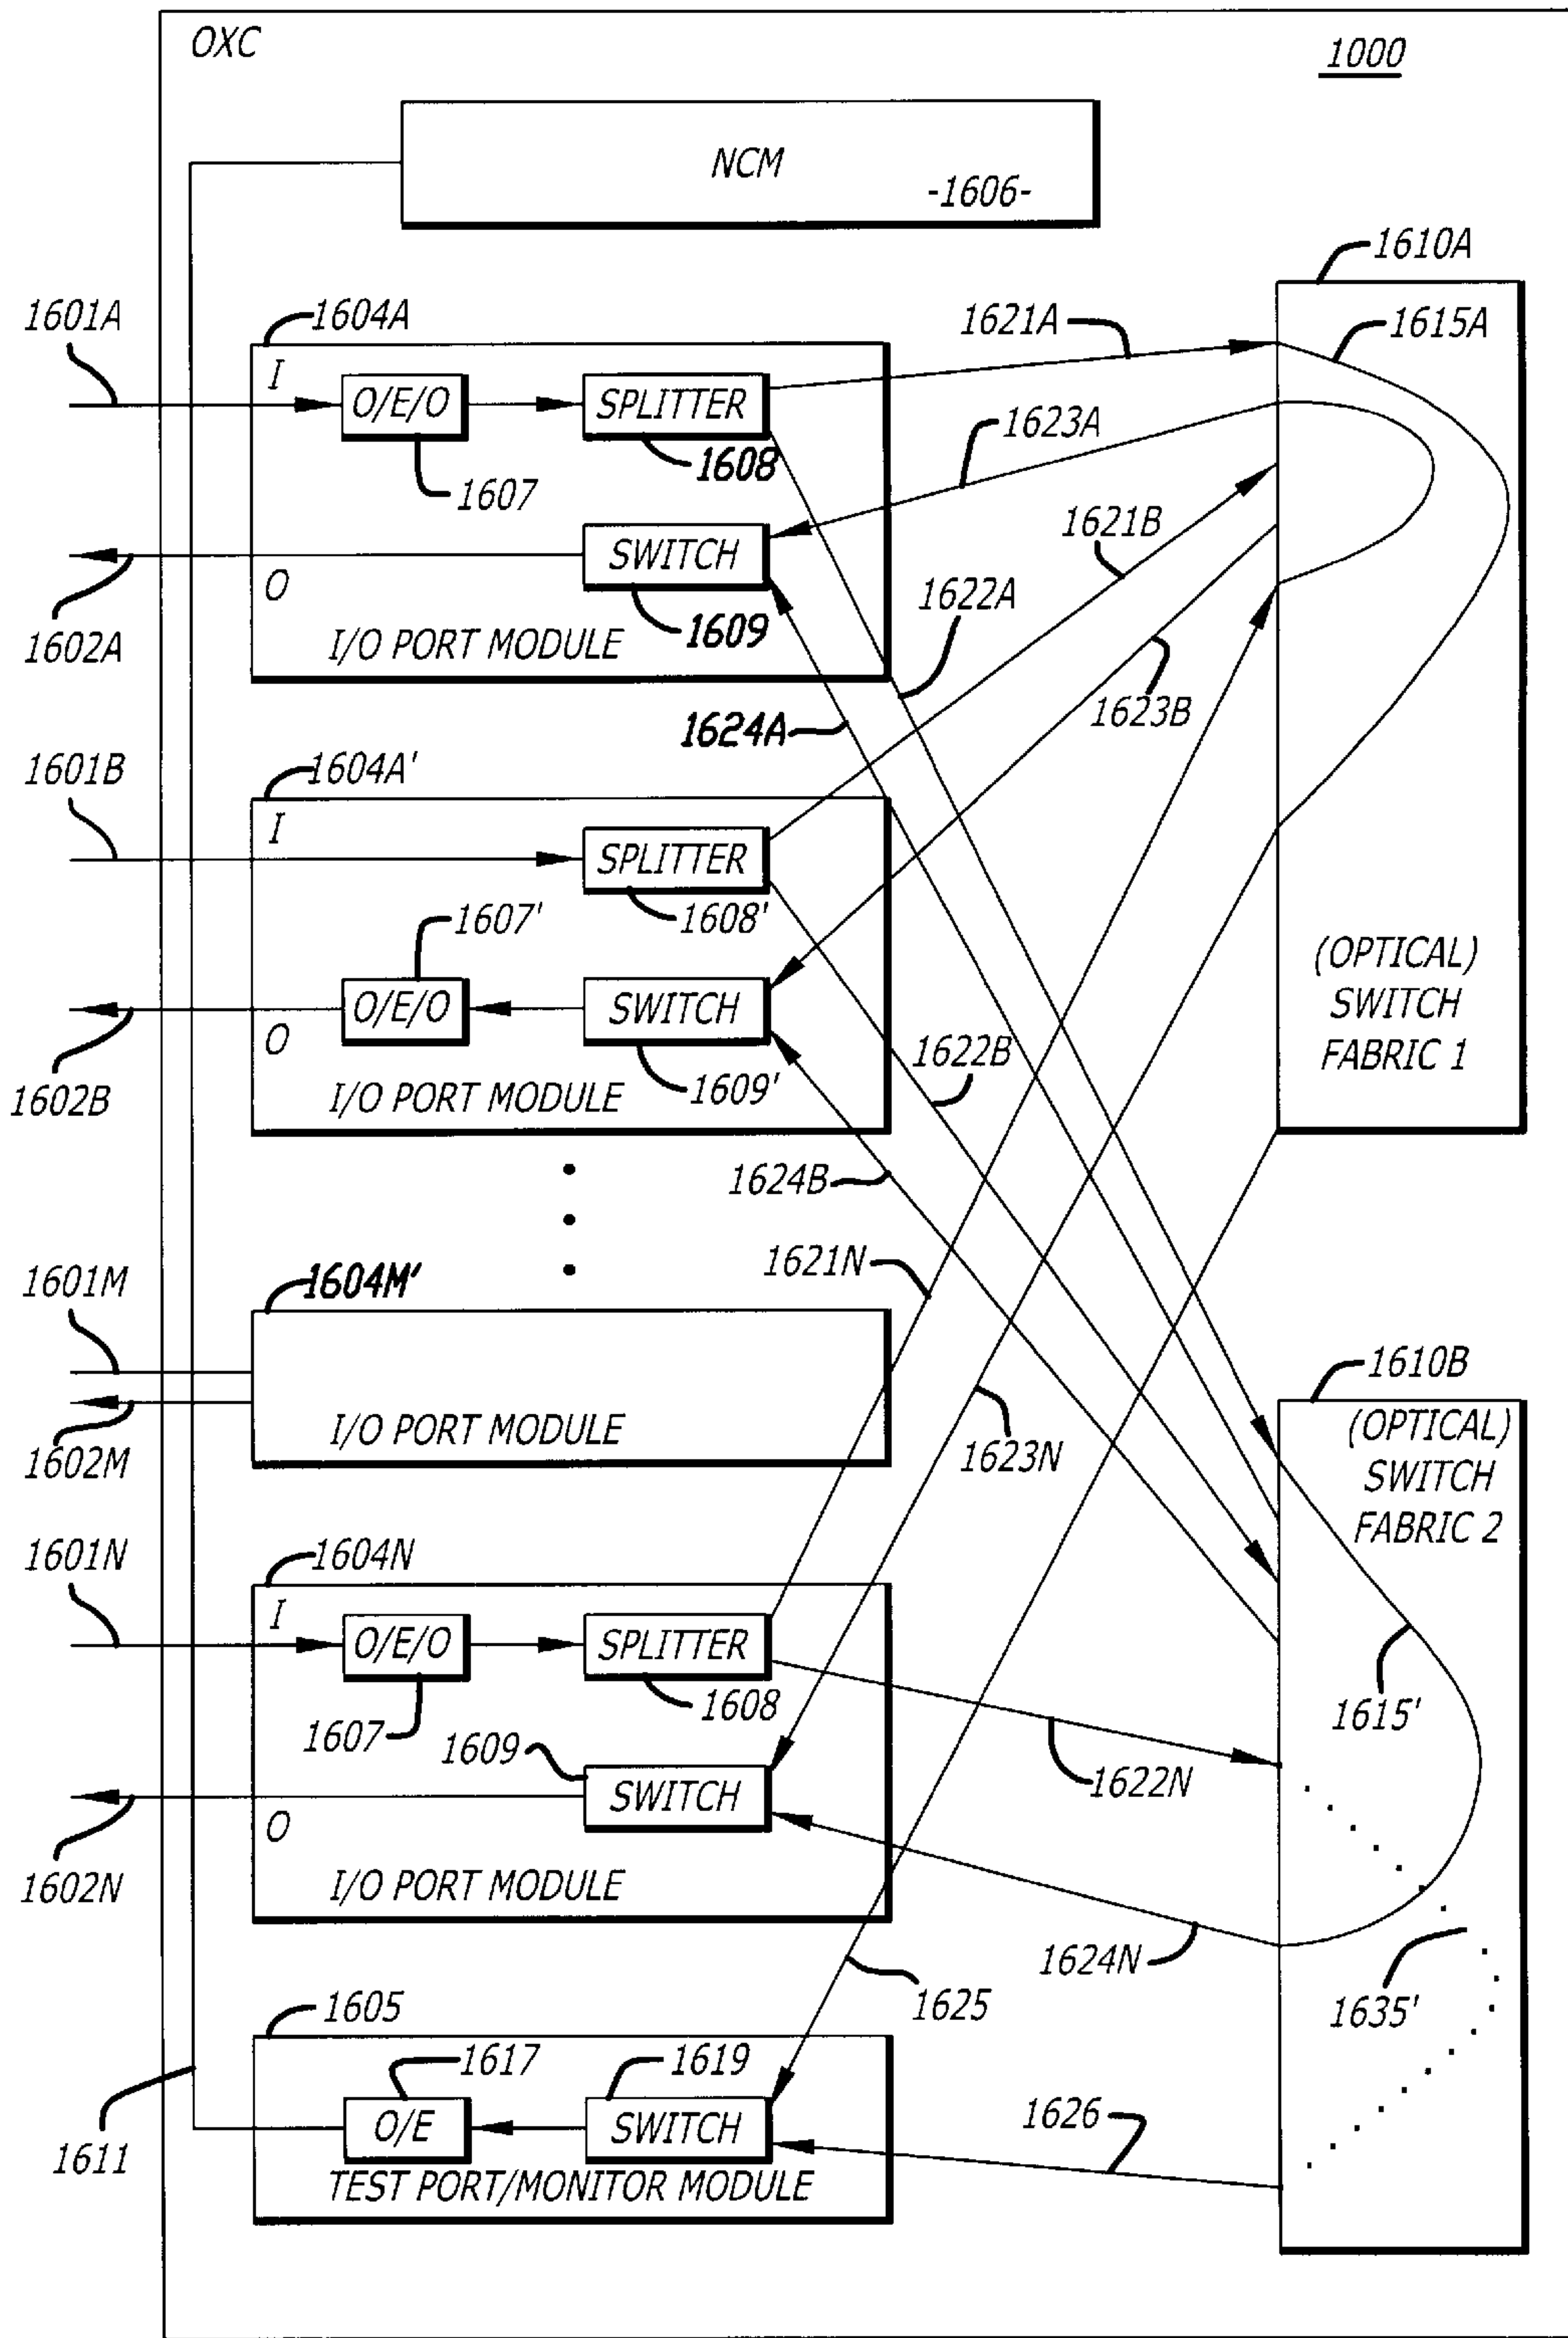 OXC
1000
NCM
-1606-
1610A
1601A
1604A
1621A
1615A
I
O/E/O
SPLITTER
1623A
1608
1607
1621B
SWITCH
O
1622A
1602A
1609
I/O PORT MODULE
1623B
1624A
1601B
1604A'
I
SPLITTER
1607'
1608'
(OPTICAL)
SWITCH
FABRIC 1
O/E/O
SWITCH
O
1622B
1602B
1609'
I/O PORT MODULE
1624B
1621N
1601M
1604M'
1610B
I/O PORT MODULE
1602M
1623N
(OPTICAL)
SWITCH
FABRIC 2
1601N
1604N
I
O/E/O
SPLITTER
1608
1615'
1607
1609
SWITCH
1622N
O
1602N
I/O PORT MODULE
1624N
1625
1605
1635'
1617
1619
O/E
SWITCH
1626
1611
TEST PORT/MONITOR MODULE